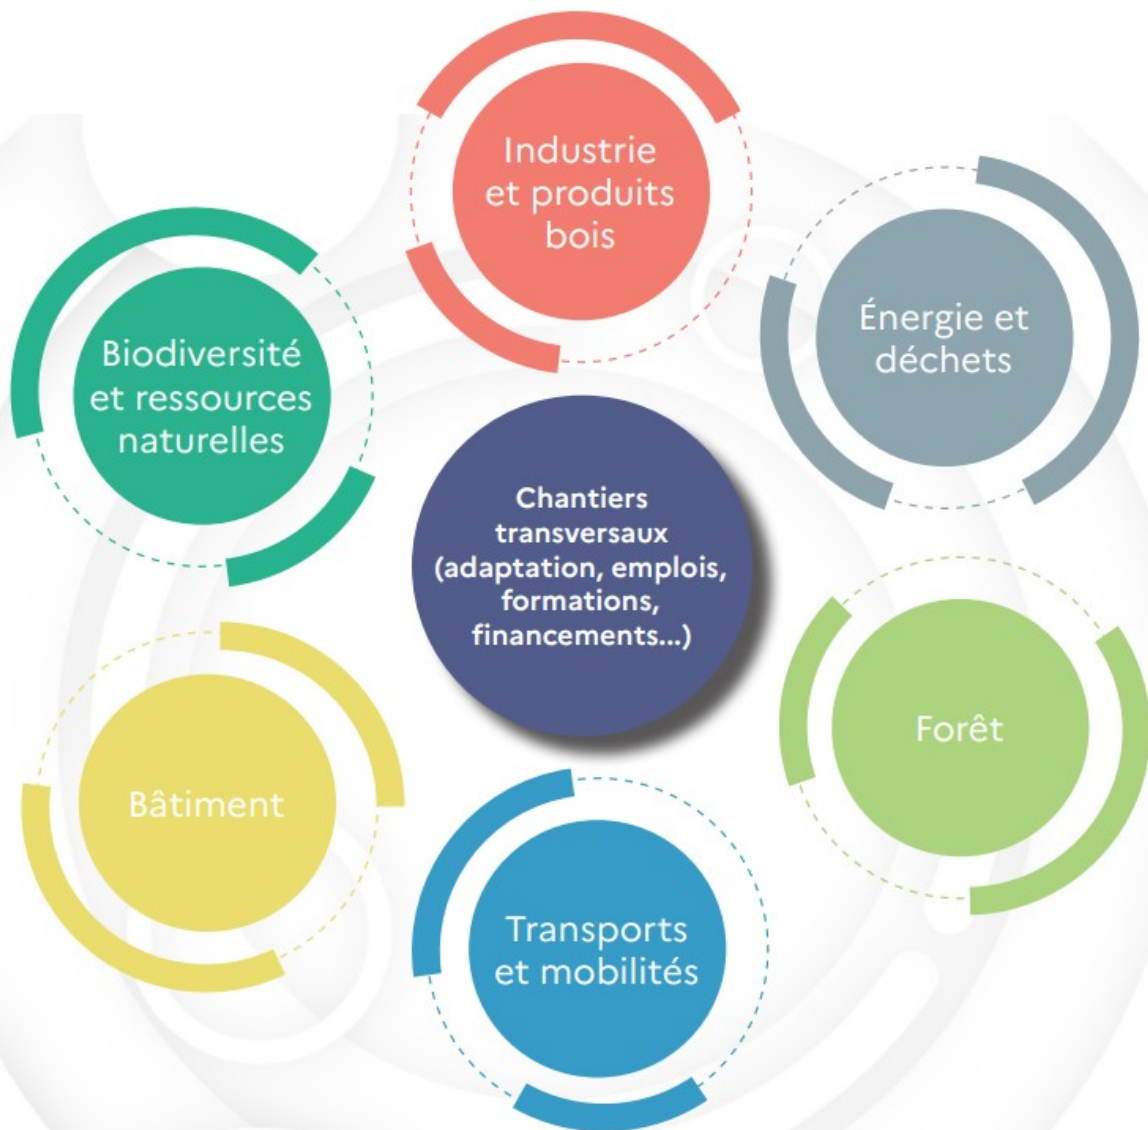 Industrie
et produits
bois
Énergie et
déchets
Biodiversité
et ressources
naturelles
Chantiers
transversaux
(adaptation, emplois,
formations,
financements...)
Forêt
Bâtiment
Transports
et mobilités